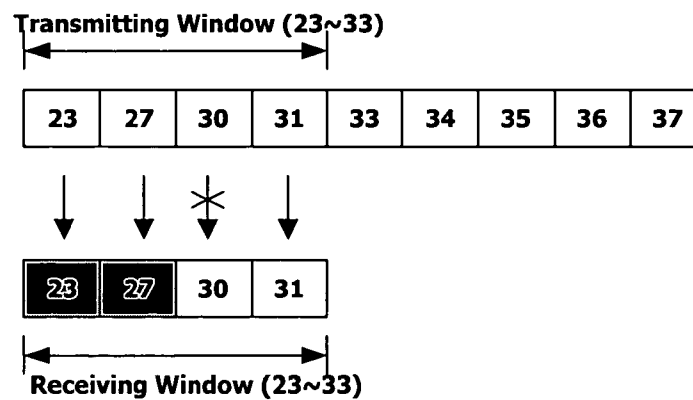 Transmitting Window (23~33)
23 27 30 31 33 34 35 36 37
23 27 30 31
Receiving Window (23~33)